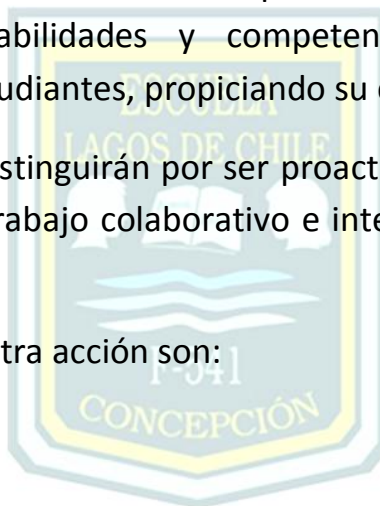 abilidades y competen
udiantes, propiciando su
ESCUELA
LAGOS DE CHILE
stinguirán por ser proact
rabajo colaborativo e inte
tra acción son:
F-541
CONCEPCIÓN